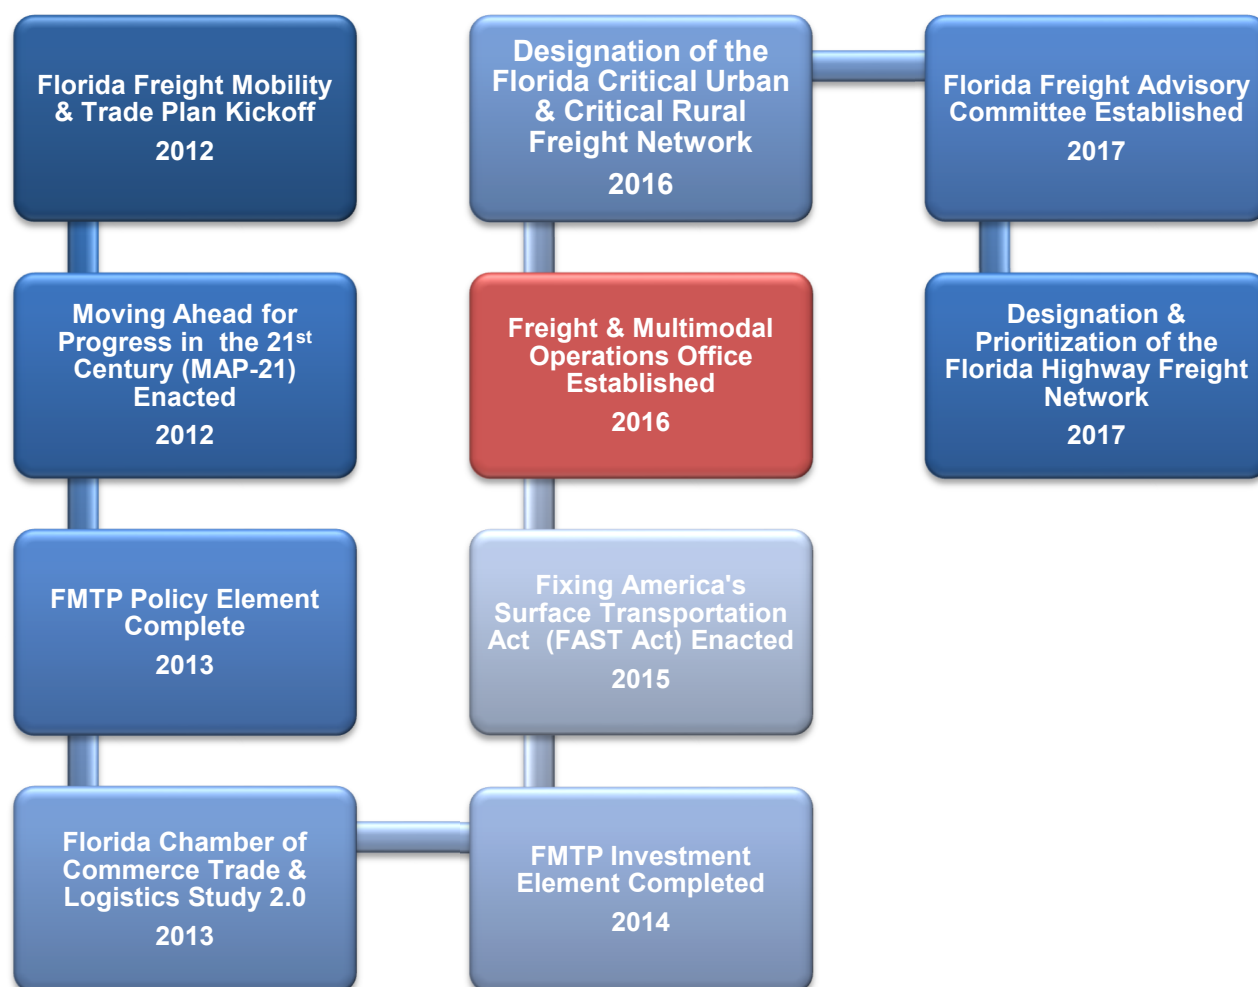 Florida Freight Mobility
& Trade Plan Kickoff
2012
Moving Ahead for
Progress in  the 21st
Century (MAP-21)
Enacted
2012
FMTP Policy Element
Complete
2013
Florida Chamber of
Commerce Trade &
Logistics Study 2.0
2013
FMTP Investment
Element Completed
2014
Fixing America's
Surface Transportation
Act  (FAST Act) Enacted
2015
Freight & Multimodal
Operations Office
Established
2016
Designation of the
Florida Critical Urban
& Critical Rural
Freight Network
2016
Florida Freight Advisory
Committee Established
2017
Designation &
Prioritization of the
Florida Highway Freight
Network
2017